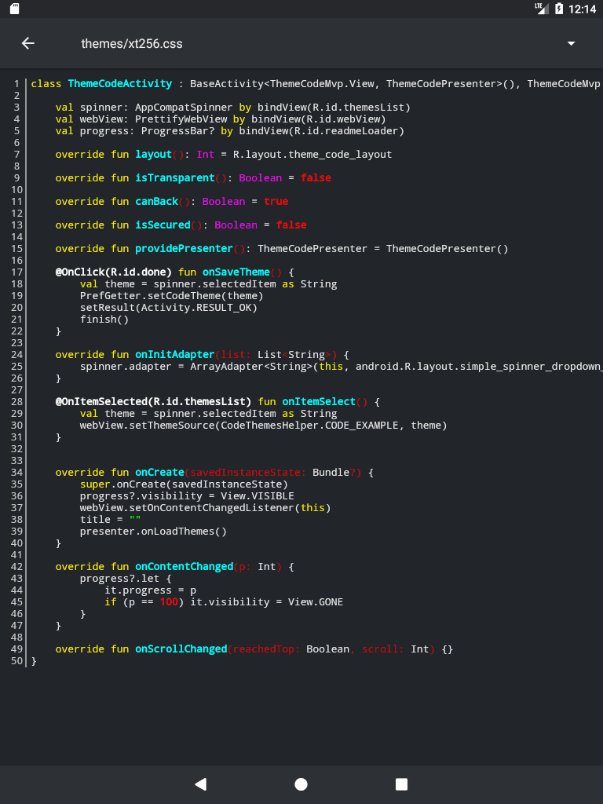 LTE 12:14
themes/xt256.css
1 class ThemeCodeActivity : BaseActivity<ThemeCodeMvp.View, ThemeCodePresenter>(), ThemeCodeMvp
2
3     val spinner: AppCompatSpinner by bindView(R.id.themesList)
4     val webView: PrettifyWebView by bindView(R.id.webView)
5     val progress: ProgressBar? by bindView(R.id.readmeLoader)
6
7     override fun layout(): Int = R.layout.theme_code_layout
8
9     override fun isTransparent(): Boolean = false
10
11     override fun canBack(): Boolean = true
12
13     override fun isSecured(): Boolean = false
14
15     override fun providePresenter(): ThemeCodePresenter = ThemeCodePresenter()
16
17     @OnClick(R.id.done) fun onSaveTheme() {
18         val theme = spinner.selectedItem as String
19         PrefGetter.setCodeTheme(theme)
20         setResult(Activity.RESULT_OK)
21         finish()
22     }
23
24     override fun onInitAdapter(list: List<String>) {
25         spinner.adapter = ArrayAdapter<String>(this, android.R.layout.simple_spinner_dropdown_
26     }
27
28     @OnItemSelected(R.id.themesList) fun onItemSelect() {
29         val theme = spinner.selectedItem as String
30         webView.setThemeSource(CodeThemesHelper.CODE_EXAMPLE, theme)
31     }
32
33
34     override fun onCreate(savedInstanceState: Bundle?) {
35         super.onCreate(savedInstanceState)
36         progress?.visibility = View.VISIBLE
37         webView.setOnContentChangedListener(this)
38         title = ""
39         presenter.onLoadThemes()
40     }
41
42     override fun onContentChanged(p: Int) {
43         progress?.let {
44             it.progress = p
45             if (p == 100) it.visibility = View.GONE
46         }
47     }
48
49     override fun onScrollChanged(reachedTop: Boolean, scroll: Int) {}
50 }